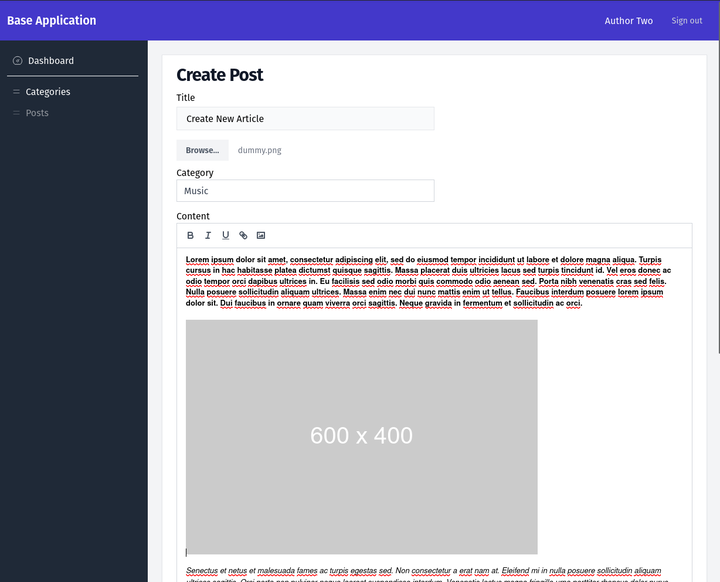 Base Application
Author Two
Sign out
Dashboard
Categories
Posts
Create Post
Title
Create New Article
Browse...
dummy.png
Category
Music
Content
B I U
Lorem ipsum dolor sit amet, consectetur adipiscing elit, sed do eiusmod tempor incididunt ut labore et dolore magna aliqua. Turpis
cursus in hac habitasse platea dictumst quisque sagittis. Massa placerat duis ultricies lacus sed turpis tincidunt id. Vel eros donec ac
odio tempor orci dapibus ultrices in. Eu facilisis sed odio morbi quis commodo odio aenean sed. Porta nibh venenatis cras sed felis.
Nulla posuere sollicitudin aliquam ultrices. Massa enim nec dui nunc mattis enim ut tellus. Faucibus interdum posuere lorem ipsum
dolor sit. Dui faucibus in ornare quam viverra orci sagittis. Neque gravida in fermentum et sollicitudin ac orci.
600 x 400
Senectus et netus et malesuada fames ac turpis egestas sed. Non consectetur a erat nam at. Eleifend mi in nulla posuere sollicitudin aliquam